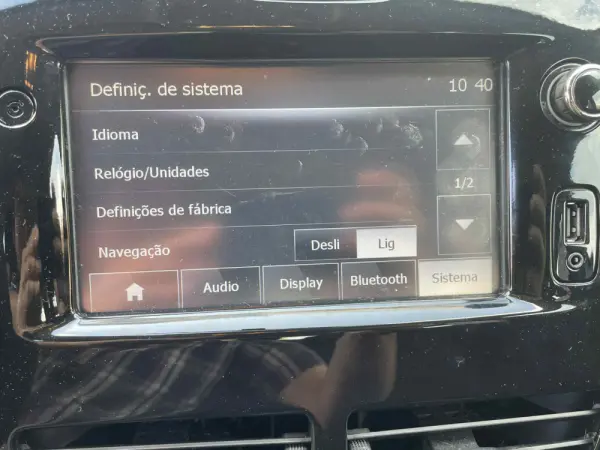 Definiç. de sistema 10 40
Idioma
Relógio/Unidades
1/2
Definições de fábrica
Navegação Desli Lig
Audio Display Bluetooth Sistema